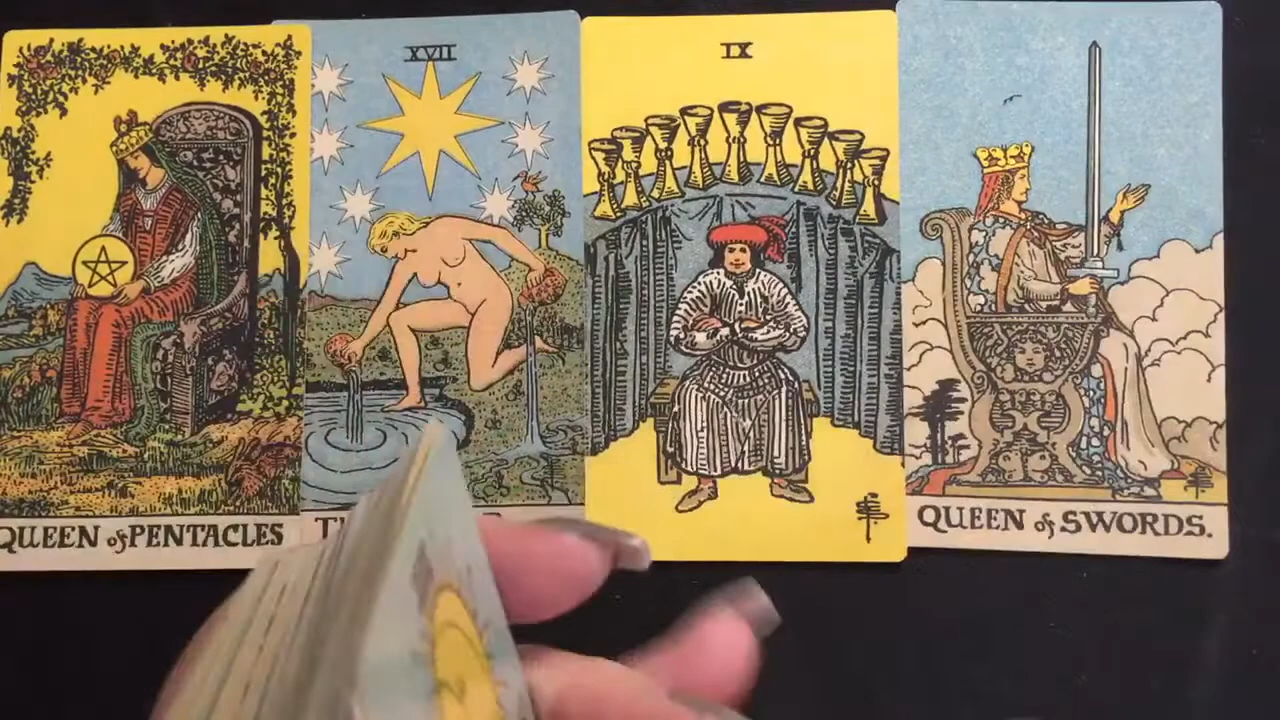 QUEEN of PENTACLES
XVII
IX
QUEEN of SWORDS.